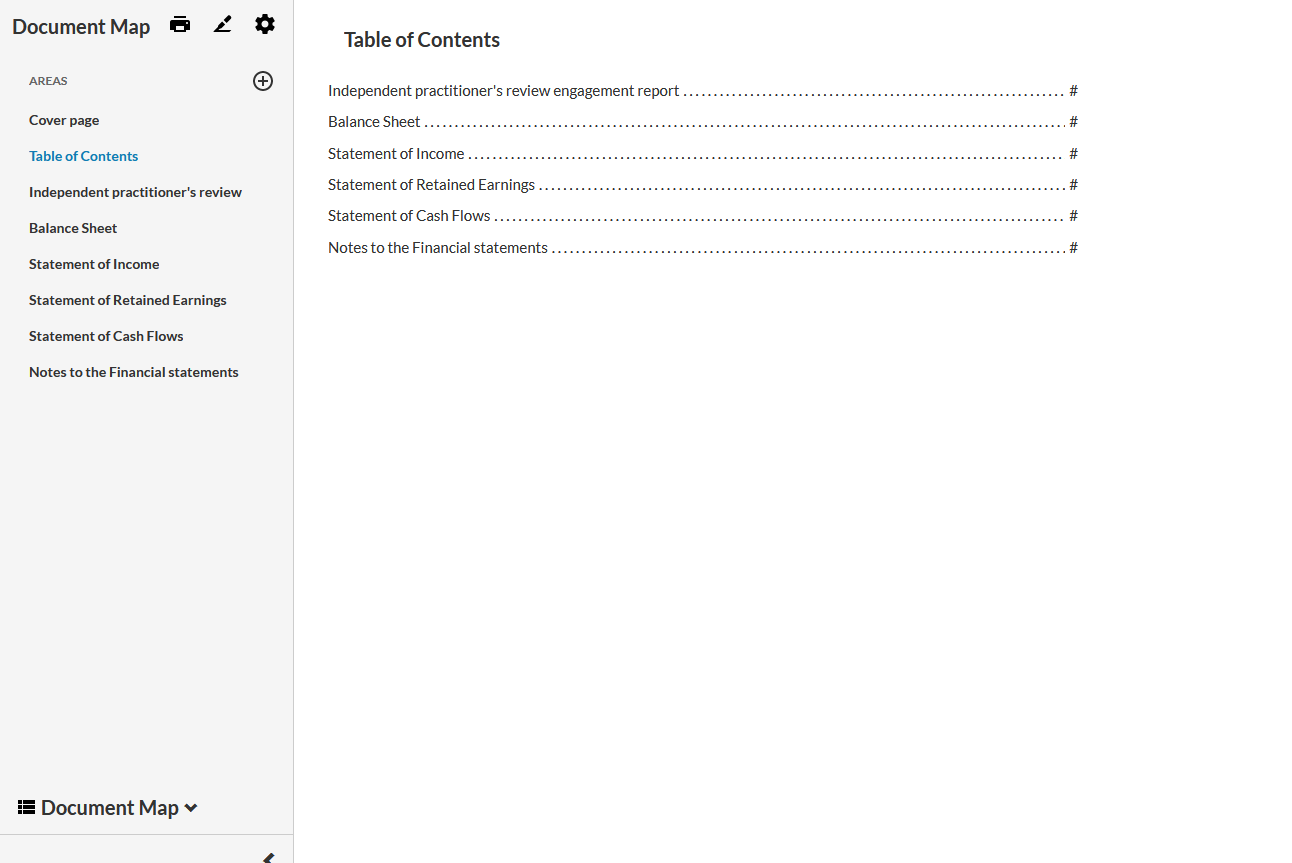 Document Map
AREAS
Cover page
Table of Contents
Independent practitioner's review
Balance Sheet
Statement of Income
Statement of Retained Earnings
Statement of Cash Flows
Notes to the Financial statements
Document Map
Table of Contents
Independent practitioner's review engagement report ................................................................ #
Balance Sheet ........................................................................................................... #
Statement of Income .................................................................................................... #
Statement of Retained Earnings ........................................................................................ #
Statement of Cash Flows ................................................................................................ #
Notes to the Financial statements ...................................................................................... #